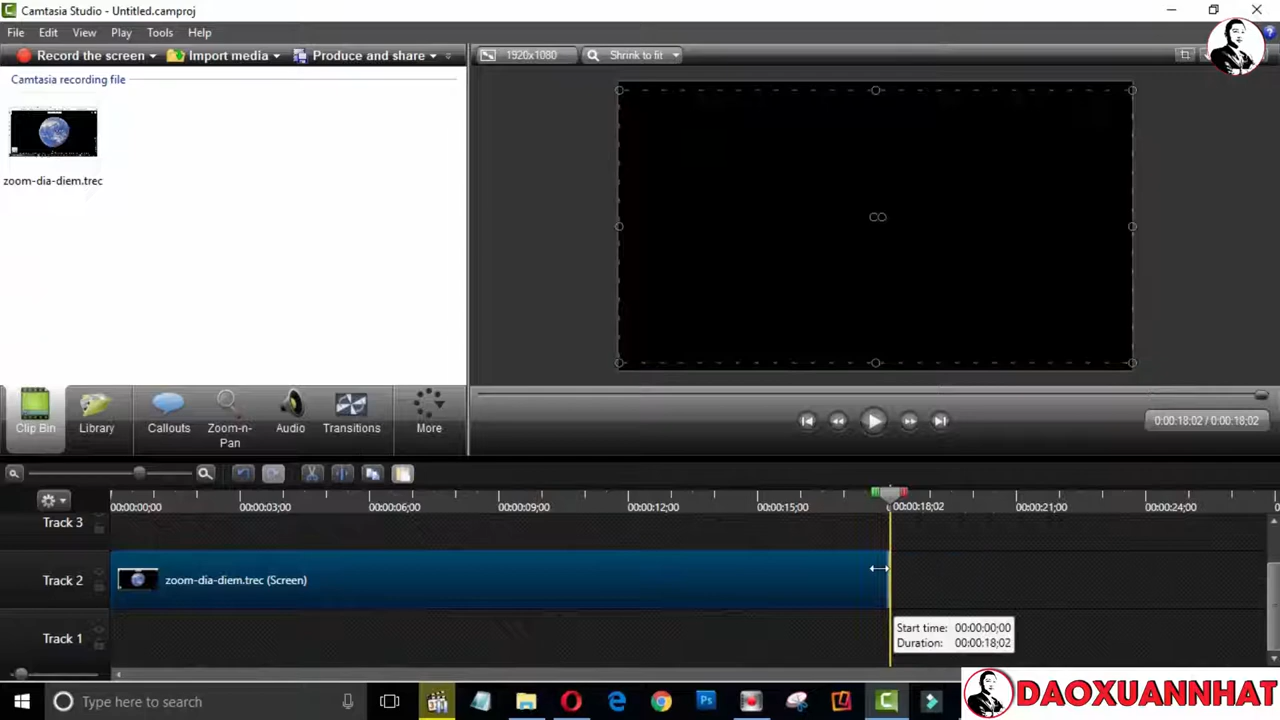 Camtasia Studio - Untitled.camproj
File Edit View Play Tools Help
Record the screen Import media Produce and share
1920x1080 Shrink to fit
Camtasia recording file
zoom-dia-diem.trec
Clip Bin Library Callouts Zoom-n-Pan Audio Transitions More
0:00:18;02 / 0:00:18;02
00:00:00;00 00:00:03;00 00:00:06;00 00:00:09;00 00:00:12;00 00:00:15;00 00:00:18;02 00:00:21;00 00:00:24;00
Track 3
Track 2 zoom-dia-diem.trec (Screen)
Track 1
Start time: 00:00:00;00
Duration: 00:00:18;02
Type here to search
DAOXUANNHAT